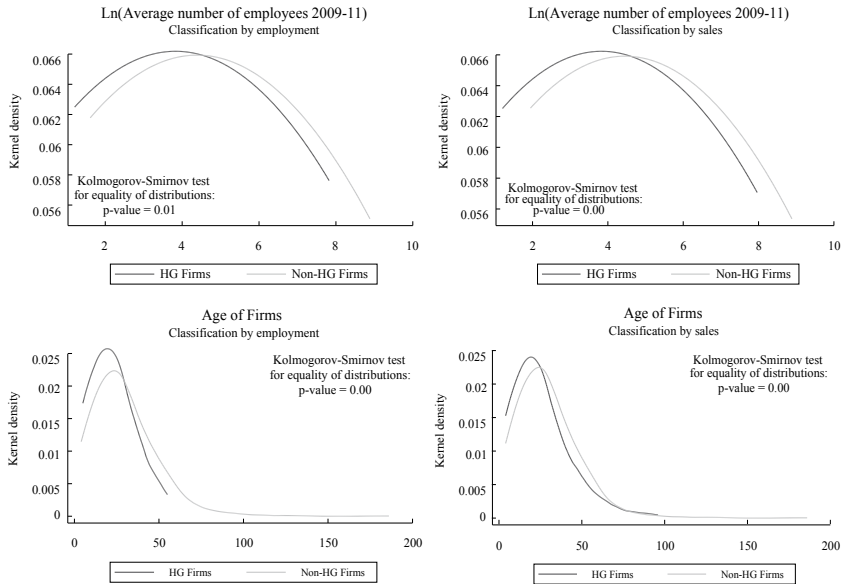 Ln(Average number of employees 2009-11)
Classification by employment
Kernel density
0.066
0.064
0.062
0.06
0.058
0.056
Kolmogorov-Smirnov test
for equality of distributions:
p-value = 0.01
2 4 6 8 10
HG Firms Non-HG Firms
Ln(Average number of employees 2009-11)
Classification by sales
Kernel density
0.066
0.064
0.062
0.06
0.058
0.056
Kolmogorov-Smirnov test
for equality of distributions:
p-value = 0.00
2 4 6 8 10
HG Firms Non-HG Firms
Age of Firms
Classification by employment
Kernel density
0.025
0.02
0.015
0.01
0.005
0
Kolmogorov-Smirnov test
for equality of distributions:
p-value = 0.00
0 50 100 150 200
HG Firms Non-HG Firms
Age of Firms
Classification by sales
Kernel density
0.025
0.02
0.015
0.01
0.005
0
Kolmogorov-Smirnov test
for equality of distributions:
p-value = 0.00
0 50 100 150 200
HG Firms Non-HG Firms